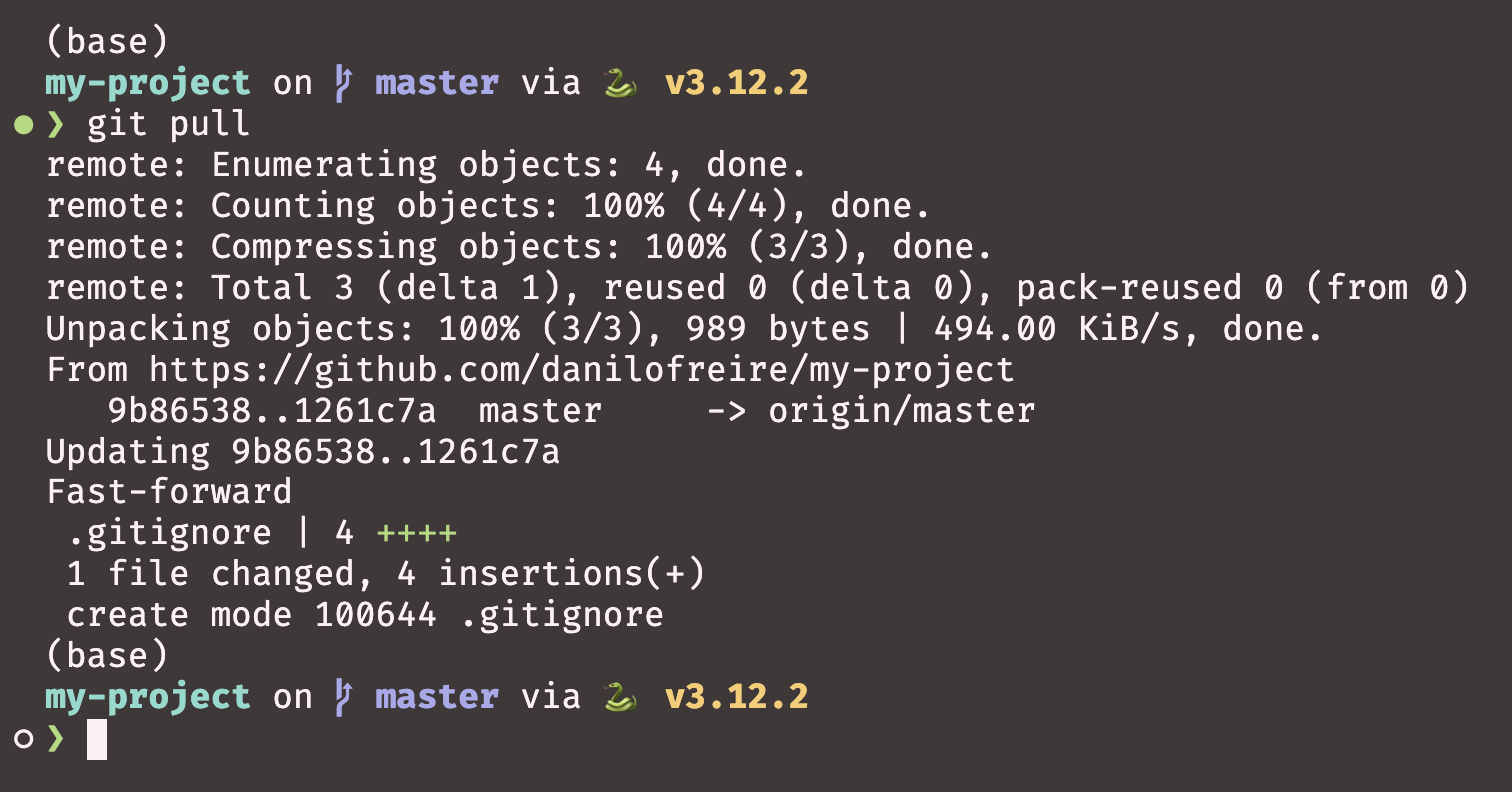 (base)
my-project on master via 🐍 v3.12.2
❯ git pull
remote: Enumerating objects: 4, done.
remote: Counting objects: 100% (4/4), done.
remote: Compressing objects: 100% (3/3), done.
remote: Total 3 (delta 1), reused 0 (delta 0), pack-reused 0 (from 0)
Unpacking objects: 100% (3/3), 989 bytes | 494.00 KiB/s, done.
From https://github.com/danilofreire/my-project
   9b86538..1261c7a  master     -> origin/master
Updating 9b86538..1261c7a
Fast-forward
 .gitignore | 4 ++++
 1 file changed, 4 insertions(+)
 create mode 100644 .gitignore
(base)
my-project on master via 🐍 v3.12.2
❯